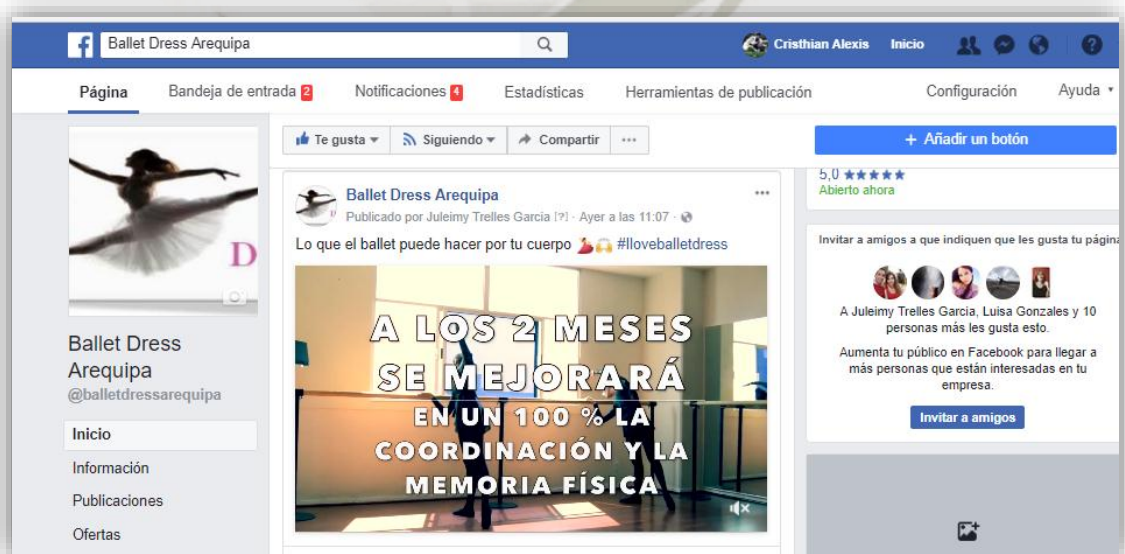 Ballet Dress Arequipa
Cristhian Alexis Inicio
Página Bandeja de entrada 2 Notificaciones 4 Estadísticas Herramientas de publicación Configuración Ayuda
Te gusta Siguiendo Compartir ...
+ Añadir un botón
D
Ballet Dress
Arequipa
@balletdressarequipa
Inicio
Información
Publicaciones
Ofertas
Ballet Dress Arequipa
Publicado por Juleimy Trelles Garcia [?] · Ayer a las 11:07 ·
Lo que el ballet puede hacer por tu cuerpo #Iloveballetdress
A LOS 2 MESES
SE MEJORARÁ
EN UN 100 % LA
COORDINACIÓN Y LA
MEMORIA FÍSICA
5,0 ★★★★★
Abierto ahora
Invitar a amigos a que indiquen que les gusta tu página
A Juleimy Trelles Garcia, Luisa Gonzales y 10
personas más les gusta esto.
Aumenta tu público en Facebook para llegar a
más personas que están interesadas en tu
empresa.
Invitar a amigos